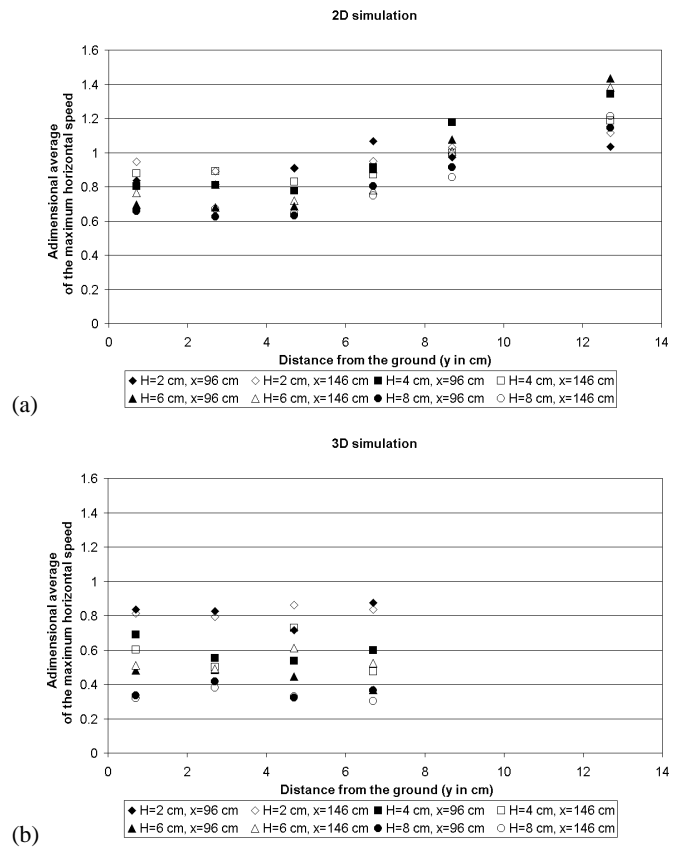 2D simulation
1.6
1.4
1.2
1
0.8
0.6
0.4
0.2
0
Adimensional average
of the maximum horizontal speed
0 2 4 6 8 10 12 14
Distance from the ground (y in cm)
H=2 cm, x=96 cm H=2 cm, x=146 cm H=4 cm, x=96 cm H=4 cm, x=146 cm
H=6 cm, x=96 cm H=6 cm, x=146 cm H=8 cm, x=96 cm H=8 cm, x=146 cm
(a)
3D simulation
1.6
1.4
1.2
1
0.8
0.6
0.4
0.2
0
Adimensional average
of the maximum horizontal speed
0 2 4 6 8 10 12 14
Distance from the ground (y in cm)
H=2 cm, x=96 cm H=2 cm, x=146 cm H=4 cm, x=96 cm H=4 cm, x=146 cm
H=6 cm, x=96 cm H=6 cm, x=146 cm H=8 cm, x=96 cm H=8 cm, x=146 cm
(b)